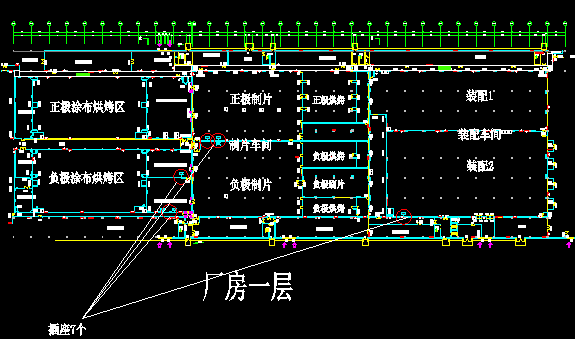 正极涂布烘烤区
正极制片
正极烘烤
装配1
制片车间
装配车间
负极烘烤
装配2
负极涂布烘烤区
负极制片
负极制片
负极烘烤
厂房一层
插座7个